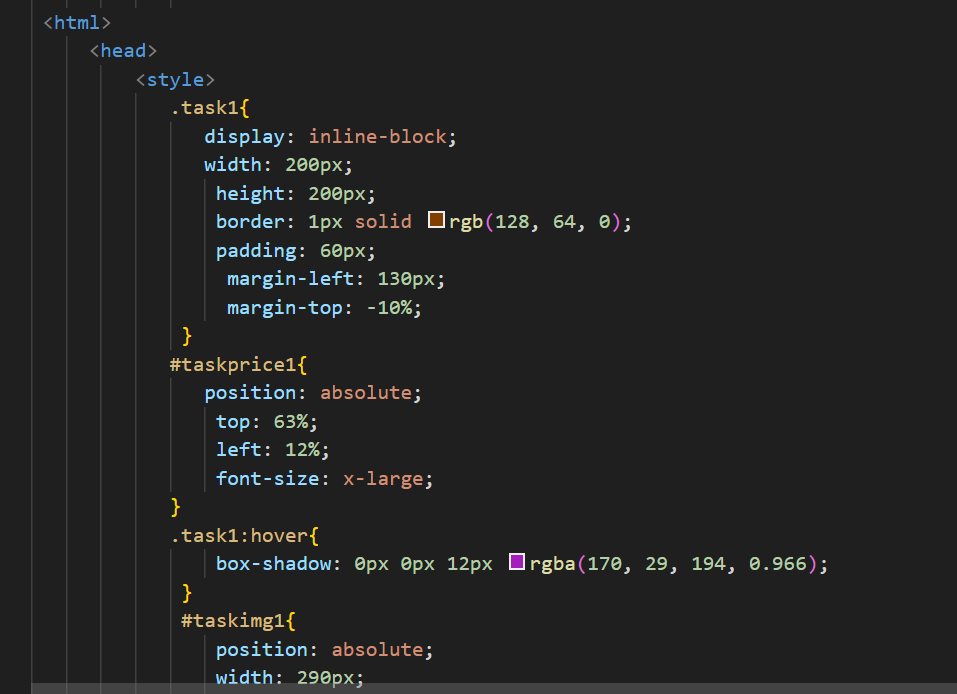 <html>
<head>
<style>
.task1{
display: inline-block;
width: 200px;
height: 200px;
border: 1px solid rgb(128, 64, 0);
padding: 60px;
margin-left: 130px;
margin-top: -10%;
}
#taskprice1{
position: absolute;
top: 63%;
left: 12%;
font-size: x-large;
}
.task1:hover{
box-shadow: 0px 0px 12px rgba(170, 29, 194, 0.966);
}
#taskimg1{
position: absolute;
width: 290px;